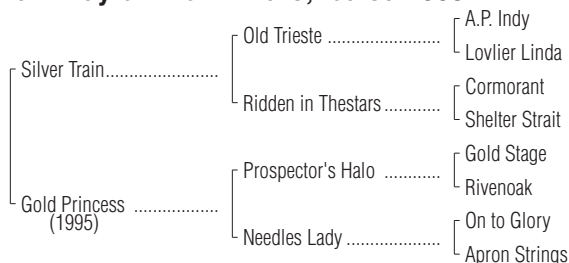 A.P. Indy
Old Trieste ............................
Lovlier Linda
Silver Train............................
Cormorant
Ridden in Thestars..............
Shelter Strait
Gold Stage
Prospector's Halo ..............
Rivenoak
Gold Princess .....................
(1995)
On to Glory
Needles Lady .......................
Apron Strings